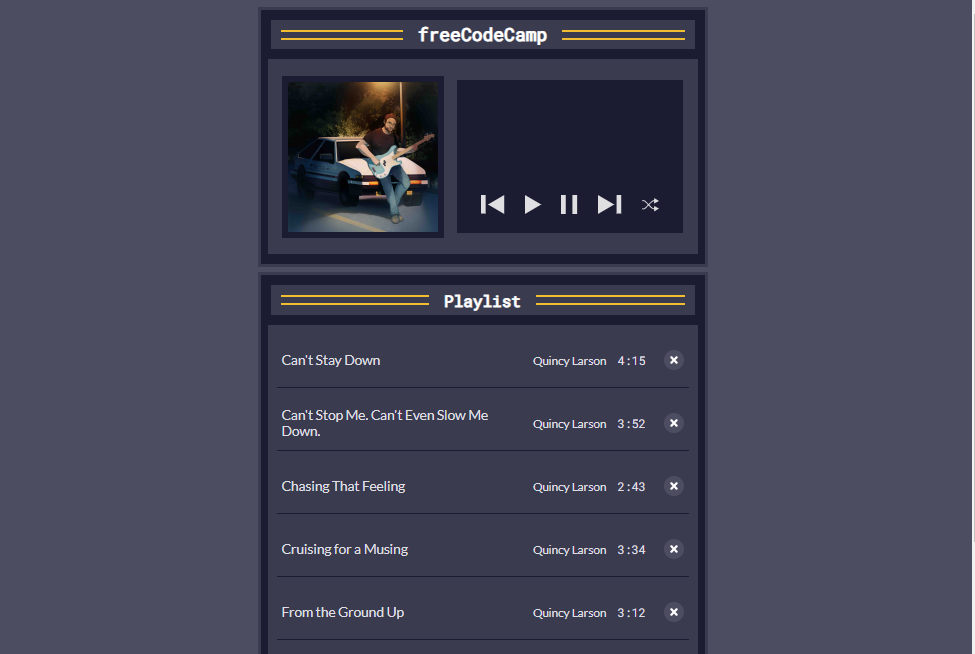 freeCodeCamp
Playlist
Can't Stay Down Quincy Larson 4:15
Can't Stop Me. Can't Even Slow Me
Down. Quincy Larson 3:52
Chasing That Feeling Quincy Larson 2:43
Cruising for a Musing Quincy Larson 3:34
From the Ground Up Quincy Larson 3:12